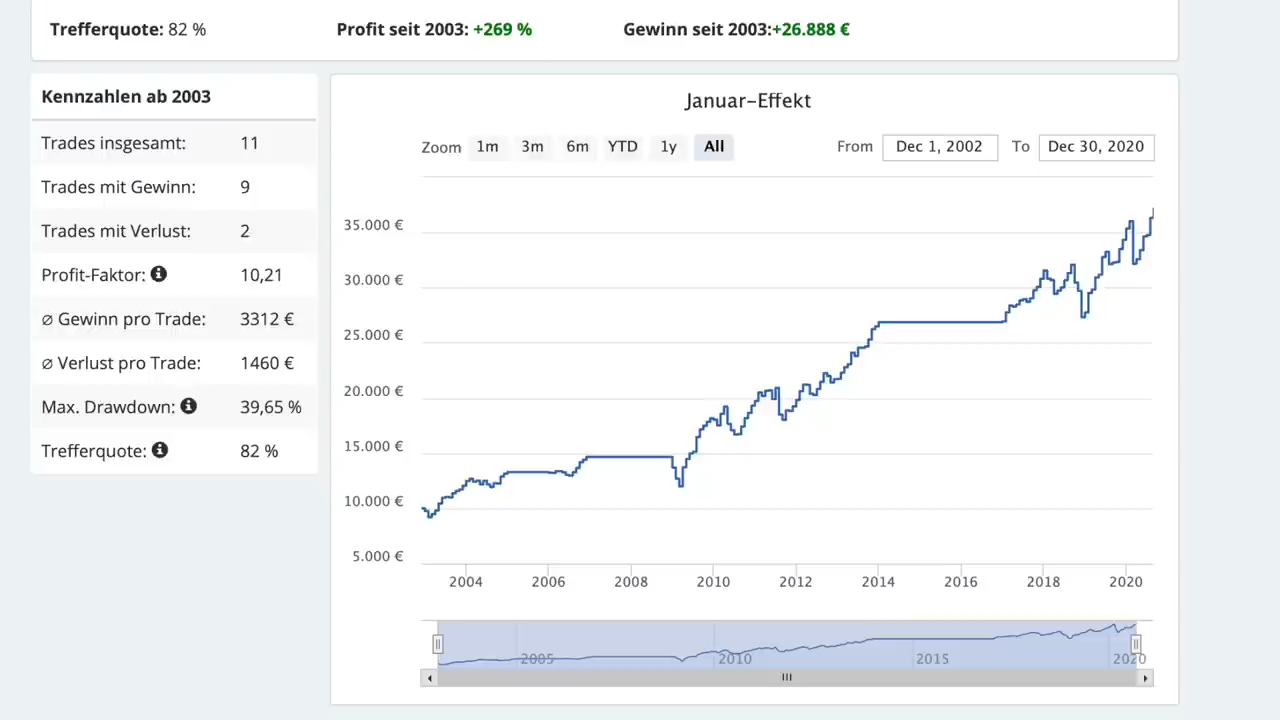 Trefferquote: 82 % Profit seit 2003: +269 % Gewinn seit 2003:+26.888 €
Kennzahlen ab 2003
Trades insgesamt: 11
Trades mit Gewinn: 9
Trades mit Verlust: 2
Profit-Faktor: 10,21
∅ Gewinn pro Trade: 3312 €
∅ Verlust pro Trade: 1460 €
Max. Drawdown: 39,65 %
Trefferquote: 82 %
Januar-Effekt
Zoom 1m 3m 6m YTD 1y All From Dec 1, 2002 To Dec 30, 2020
35.000 €
30.000 €
25.000 €
20.000 €
15.000 €
10.000 €
5.000 €
2004 2006 2008 2010 2012 2014 2016 2018 2020
2005 2010 2015 2020